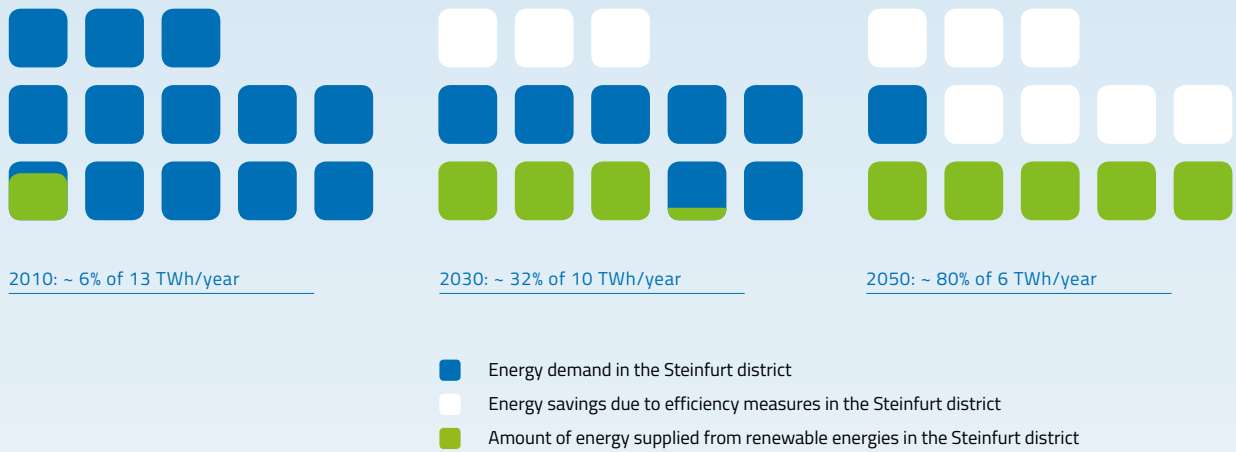 2010: ~ 6% of 13 TWh/year
2030: ~ 32% of 10 TWh/year
2050: ~ 80% of 6 TWh/year
Energy demand in the Steinfurt district
Energy savings due to efficiency measures in the Steinfurt district
Amount of energy supplied from renewable energies in the Steinfurt district